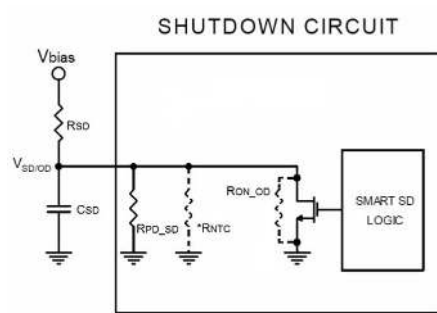 SHUTDOWN CIRCUIT
Vbias
RSD
VSD/OD
CSD
RPD_SD
*RNTC
RON_OD
SMART SD
LOGIC